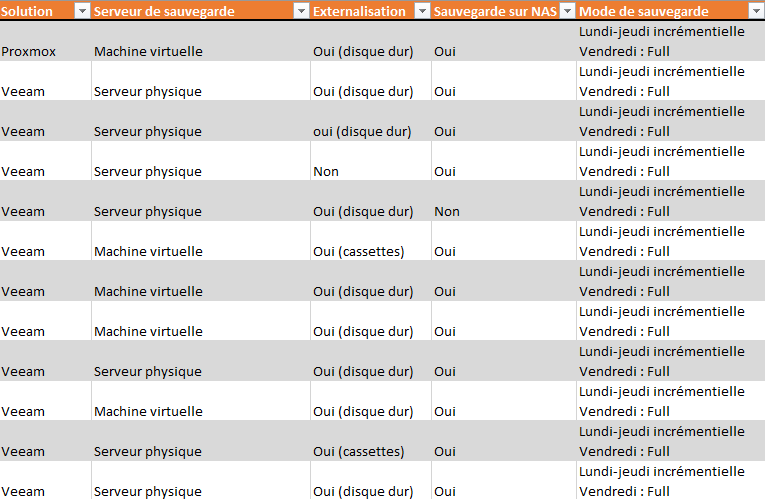 Solution Serveur de sauvegarde Externalisation Sauvegarde sur NAS Mode de sauvegarde
Lundi-jeudi incrémentielle
Proxmox Machine virtuelle Oui (disque dur) Oui Vendredi : Full
Lundi-jeudi incrémentielle
Veeam Serveur physique Oui (disque dur) Oui Vendredi : Full
Lundi-jeudi incrémentielle
Veeam Serveur physique oui (disque dur) Oui Vendredi : Full
Lundi-jeudi incrémentielle
Veeam Serveur physique Non Oui Vendredi : Full
Lundi-jeudi incrémentielle
Veeam Serveur physique Oui (disque dur) Non Vendredi : Full
Lundi-jeudi incrémentielle
Veeam Machine virtuelle Oui (cassettes) Oui Vendredi : Full
Lundi-jeudi incrémentielle
Veeam Machine virtuelle Oui (disque dur) Oui Vendredi : Full
Lundi-jeudi incrémentielle
Veeam Machine virtuelle Oui (disque dur) Oui Vendredi : Full
Lundi-jeudi incrémentielle
Veeam Serveur physique Oui (disque dur) Oui Vendredi : Full
Lundi-jeudi incrémentielle
Veeam Machine virtuelle Oui (disque dur) Oui Vendredi : Full
Lundi-jeudi incrémentielle
Veeam Serveur physique Oui (cassettes) Oui Vendredi : Full
Lundi-jeudi incrémentielle
Veeam Serveur physique Oui (disque dur) Oui Vendredi : Full